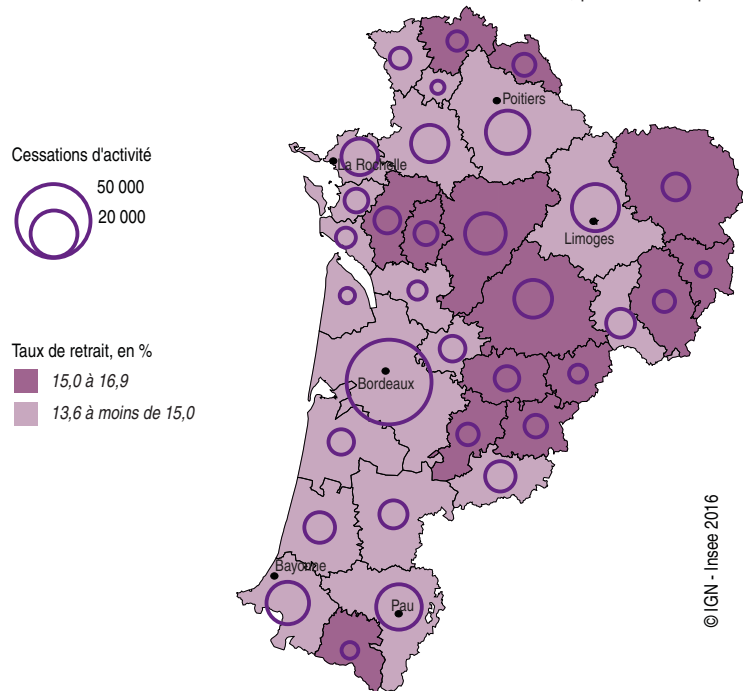 Cessations d'activité
50 000
20 000
Taux de retrait, en %
15,0 à 16,9
13,6 à moins de 15,0
Poitiers
La Rochelle
Limoges
Bordeaux
Bayonne
Pau
© IGN - Insee 2016